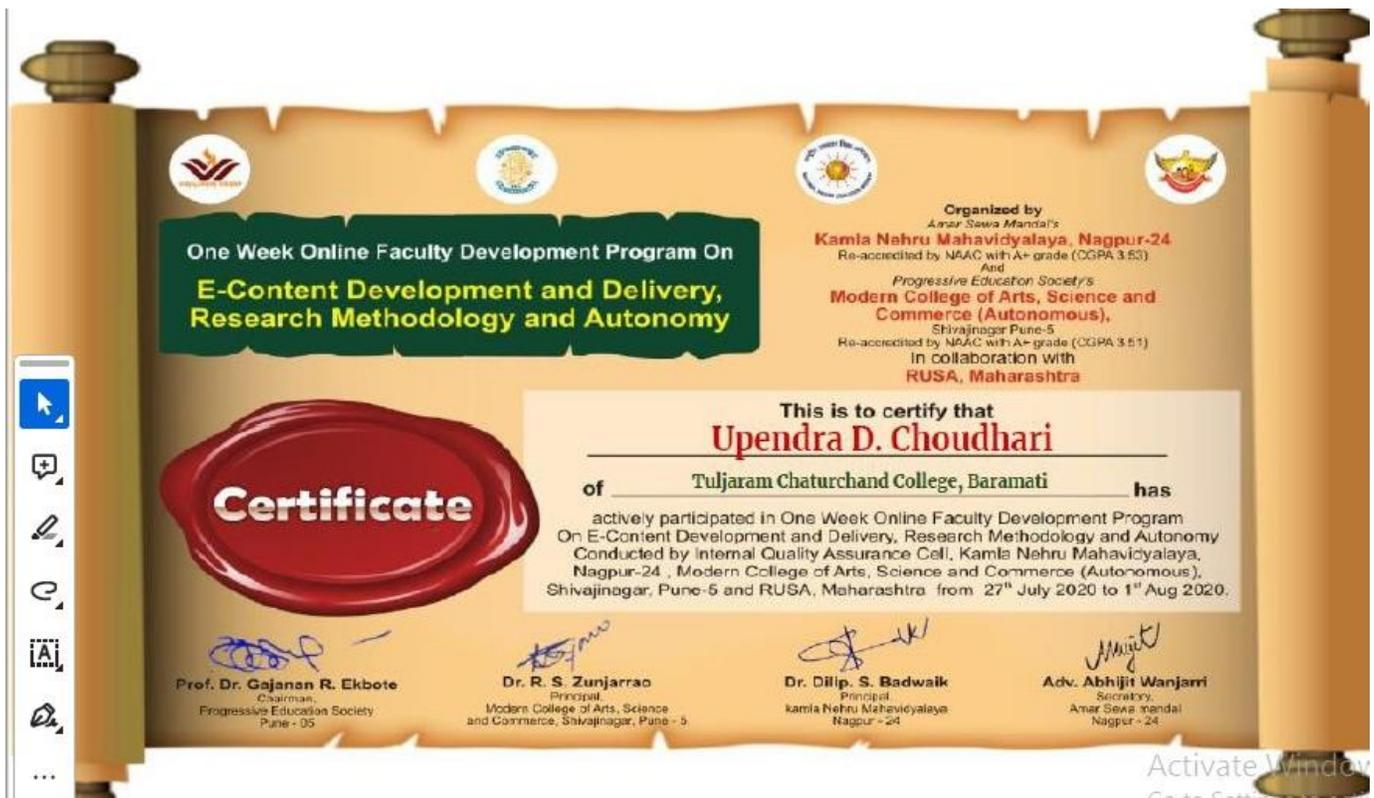 One Week Online Faculty Development Program On
E-Content Development and Delivery,
Research Methodology and Autonomy
Organized by
Amar Sewa Mandal's
Kamla Nehru Mahavidyalaya, Nagpur-24
Re-accredited by NAAC with A+ grade (CGPA 3.53)
And
Progressive Education Society's
Modern College of Arts, Science and
Commerce (Autonomous),
Shivajinagar Pune-5
Re-accredited by NAAC with A+ grade (CGPA 3.51)
In collaboration with
RUSA, Maharashtra
Certificate
This is to certify that
Upendra D. Choudhari
of Tuljaram Chaturchand College, Baramati has
actively participated in One Week Online Faculty Development Program
On E-Content Development and Delivery, Research Methodology and Autonomy
Conducted by Internal Quality Assurance Cell, Kamla Nehru Mahavidyalaya,
Nagpur-24 , Modern College of Arts, Science and Commerce (Autonomous),
Shivajinagar, Pune-5 and RUSA, Maharashtra from 27th July 2020 to 1st Aug 2020.
Prof. Dr. Gajanan R. Ekbote
Chairman,
Progressive Education Society
Pune - 05
Dr. R. S. Zunjarrao
Principal,
Modern College of Arts, Science
and Commerce, Shivajinagar, Pune - 5
Dr. Dilip. S. Badwaik
Principal,
kamla Nehru Mahavidyalaya
Nagpur - 24
Adv. Abhijit Wanjarri
Secretary,
Amar Sewa mandal
Nagpur - 24
Activate Window